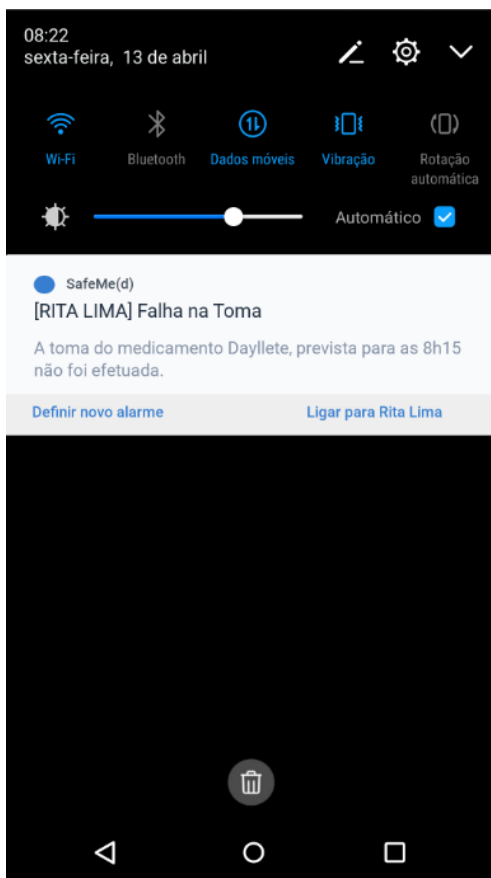 08:22
sexta-feira, 13 de abril
Wi-Fi
Bluetooth
Dados móveis
Vibração
Rotação
automática
Automático
SafeMe(d)
[RITA LIMA] Falha na Toma
A toma do medicamento Dayllete, prevista para as 8h15
não foi efetuada.
Definir novo alarme
Ligar para Rita Lima